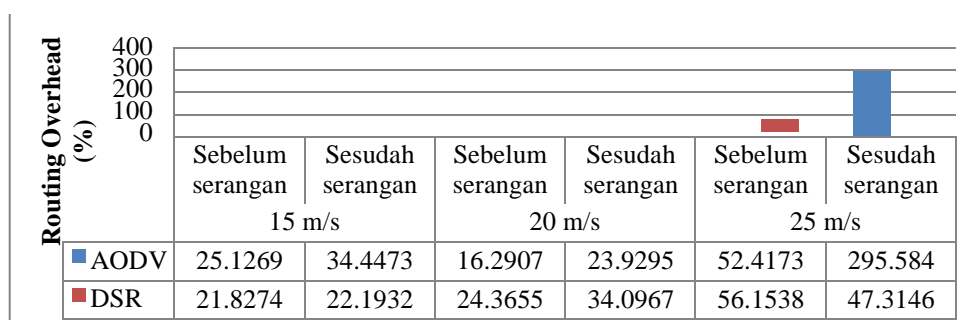 Routing Overhead
(%)
400
300
200
100
0
Sebelum serangan Sesudah serangan Sebelum serangan Sesudah serangan Sebelum serangan Sesudah serangan
15 m/s 20 m/s 25 m/s
AODV 25.1269 34.4473 16.2907 23.9295 52.4173 295.584
DSR 21.8274 22.1932 24.3655 34.0967 56.1538 47.3146